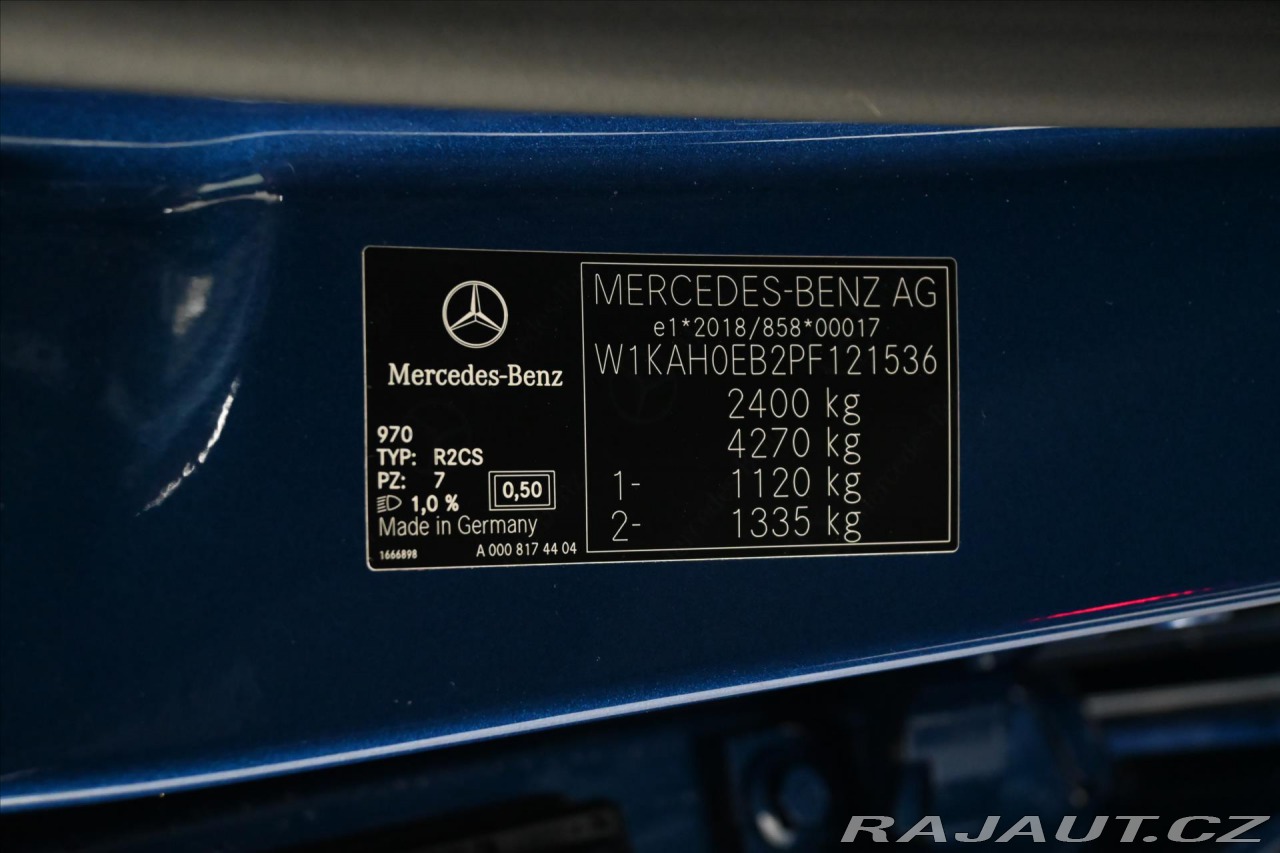 Mercedes-Benz
970
TYP: R2CS
PZ: 7
1,0 %
0,50
Made in Germany
1666898
A 000 817 44 04
MERCEDES-BENZ AG
e1*2018/858*00017
W1KAH0EB2PF121536
2400 kg
4270 kg
1- 1120 kg
2- 1335 kg
RAJAUT.CZ